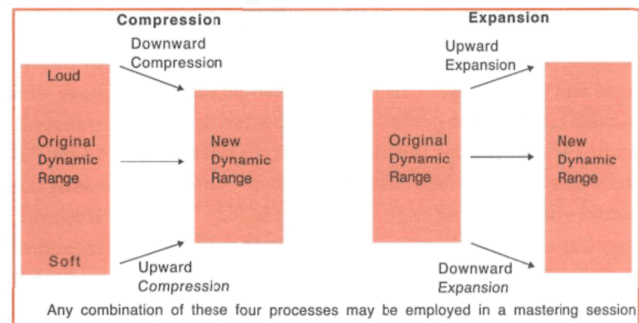 Compression
Expansion
Downward
Compression
Upward
Expansion
Loud
Original
Dynamic
Range
New
Dynamic
Range
Original
Dynamic
Range
New
Dynamic
Range
Soft
Upward
Compression
Downward
Expansion
Any combination of these four processes may be employed in a mastering session